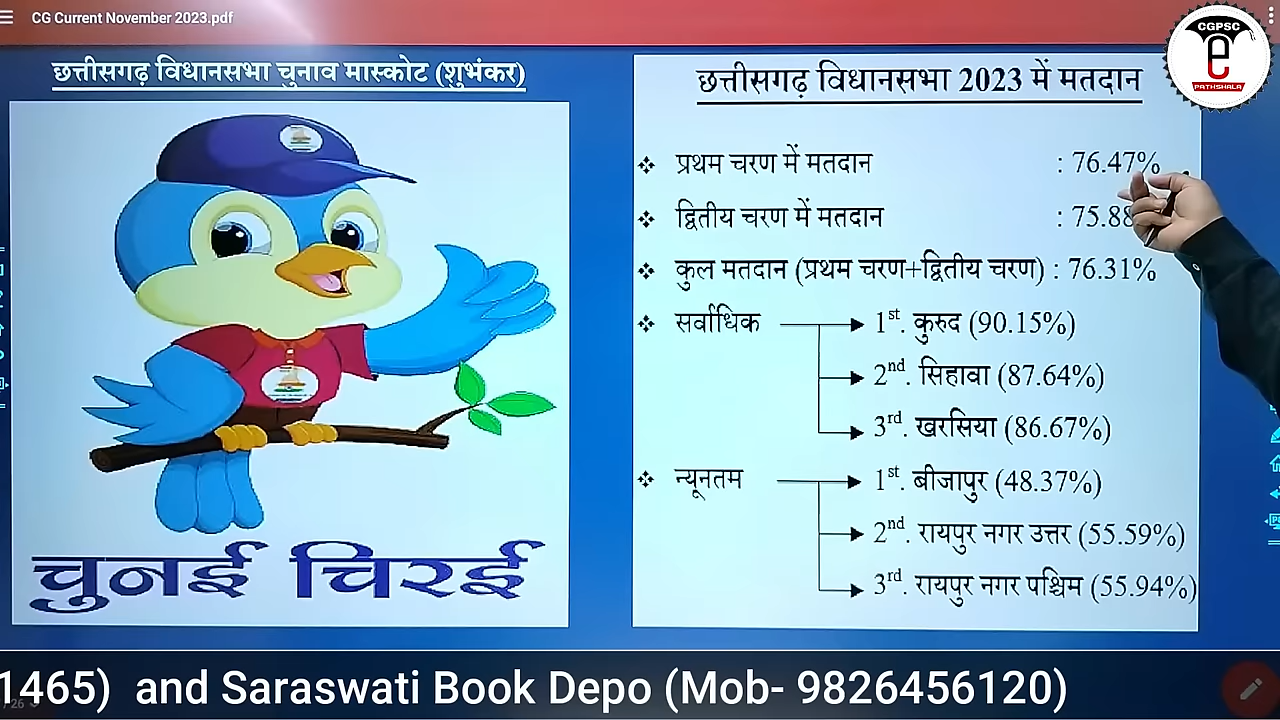 CG Current November 2023.pdf
CGPSC
e
PATHSHALA
छत्तीसगढ़ विधानसभा चुनाव मास्कोट (शुभंकर)
चुनई चिरई
छत्तीसगढ़ विधानसभा 2023 में मतदान
❖ प्रथम चरण में मतदान : 76.47%
❖ द्वितीय चरण में मतदान : 75.88
❖ कुल मतदान (प्रथम चरण+द्वितीय चरण) : 76.31%
❖ सर्वाधिक 1st. कुरुद (90.15%)
2nd. सिहावा (87.64%)
3rd. खरसिया (86.67%)
❖ न्यूनतम 1st. बीजापुर (48.37%)
2nd. रायपुर नगर उत्तर (55.59%)
3rd. रायपुर नगर पश्चिम (55.94%)
1465) and Saraswati Book Depo (Mob- 9826456120)
/ 26